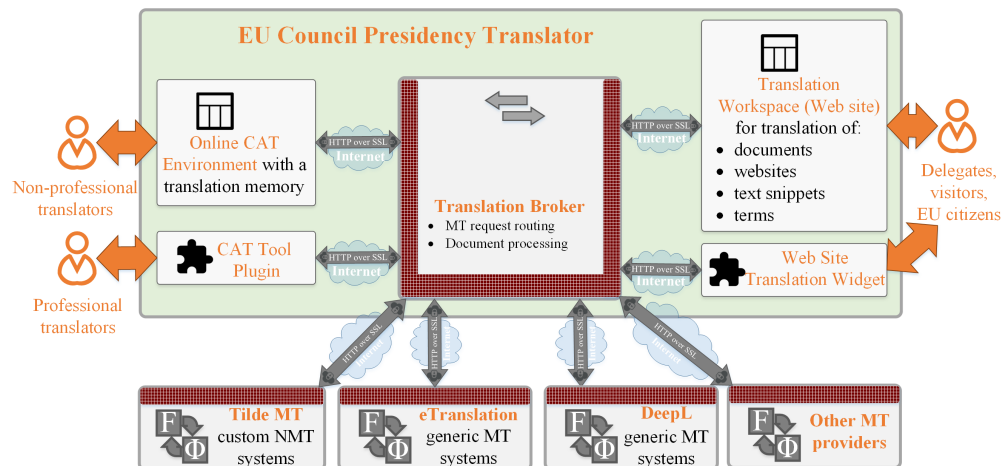 EU Council Presidency Translator
Non-professional
translators
Online CAT
Environment with a
translation memory
HTTP over SSL
Internet
Professional
translators
CAT Tool
Plugin
HTTP over SSL
Internet
Translation Broker
• MT request routing
• Document processing
HTTP over SSL
Internet
HTTP over SSL
Internet
Translation
Workspace (Web site)
for translation of:
• documents
• websites
• text snippets
• terms
Web Site
Translation Widget
Delegates,
visitors,
EU citizens
HTTP over SSL
Internet
HTTP over SSL
Internet
HTTP over SSL
Internet
HTTP over SSL
Internet
F
Φ
Tilde MT
custom NMT
systems
F
Φ
eTranslation
generic MT
systems
F
Φ
DeepL
generic MT
systems
F
Φ
Other MT
providers